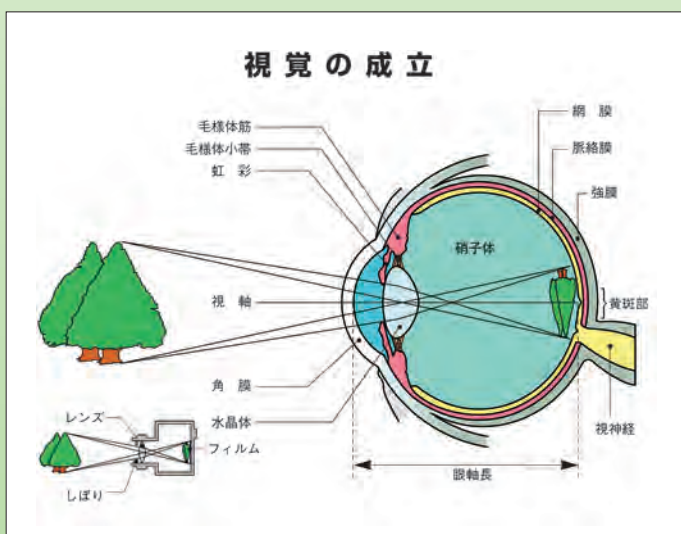 視覚の成立
毛様体筋
毛様体小帯
虹彩
網膜
脈絡膜
強膜
硝子体
視軸
黄斑部
角膜
水晶体
視神経
眼軸長
レンズ
フィルム
しぼり